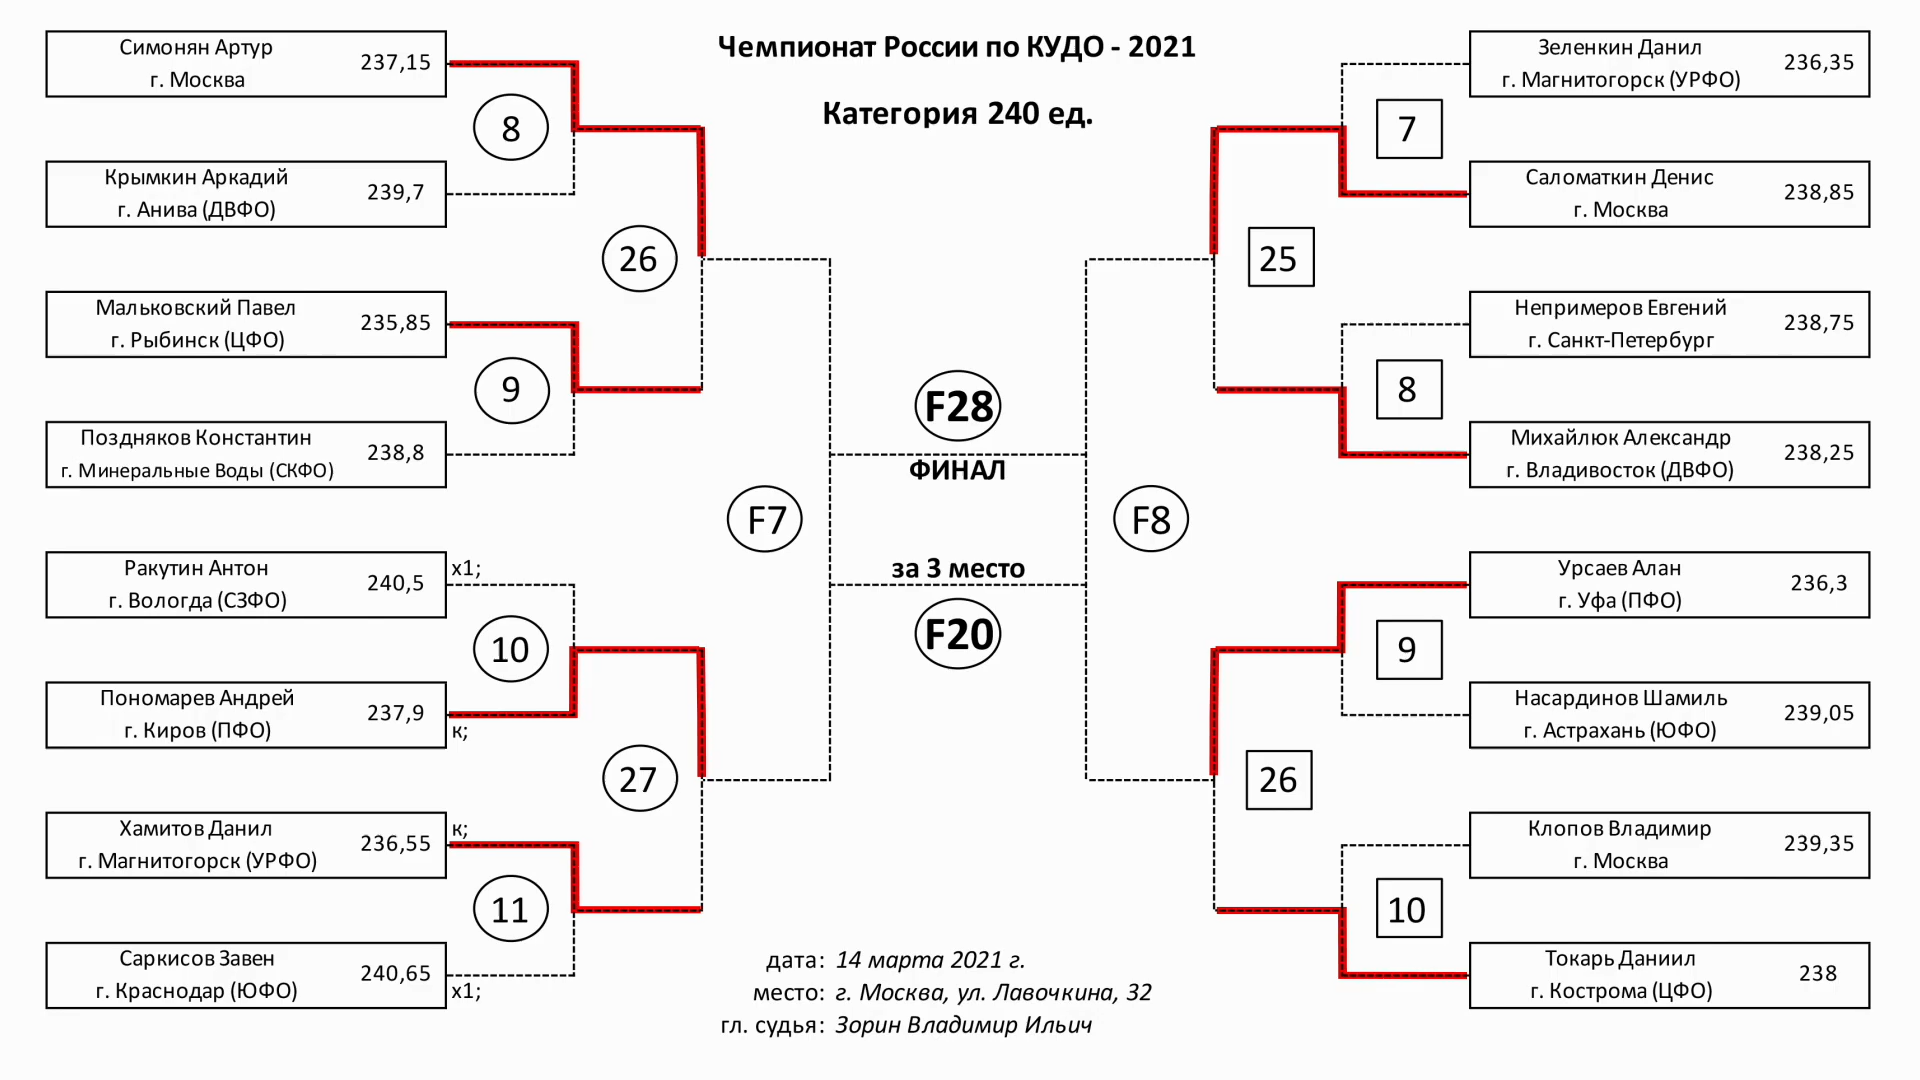 Чемпионат России по КУДО - 2021
Категория 240 ед.
Симонян Артур
г. Москва
237,15
8
Крымкин Аркадий
г. Анива (ДВФО)
239,7
26
Мальковский Павел
г. Рыбинск (ЦФО)
235,85
9
Поздняков Константин
г. Минеральные Воды (СКФО)
238,8
F7
Ракутин Антон
г. Вологда (СЗФО)
240,5
х1;
10
Пономарев Андрей
г. Киров (ПФО)
237,9
к;
27
Хамитов Данил
г. Магнитогорск (УРФО)
236,55
к;
11
Саркисов Завен
г. Краснодар (ЮФО)
240,65
х1;
F28
ФИНАЛ
за 3 место
F20
Зеленкин Данил
г. Магнитогорск (УРФО)
236,35
7
Саломаткин Денис
г. Москва
238,85
25
Непримеров Евгений
г. Санкт-Петербург
238,75
8
Михайлюк Александр
г. Владивосток (ДВФО)
238,25
F8
Урсаев Алан
г. Уфа (ПФО)
236,3
9
Насардинов Шамиль
г. Астрахань (ЮФО)
239,05
26
Клопов Владимир
г. Москва
239,35
10
Токарь Даниил
г. Кострома (ЦФО)
238
дата: 14 марта 2021 г.
место: г. Москва, ул. Лавочкина, 32
гл. судья: Зорин Владимир Ильич